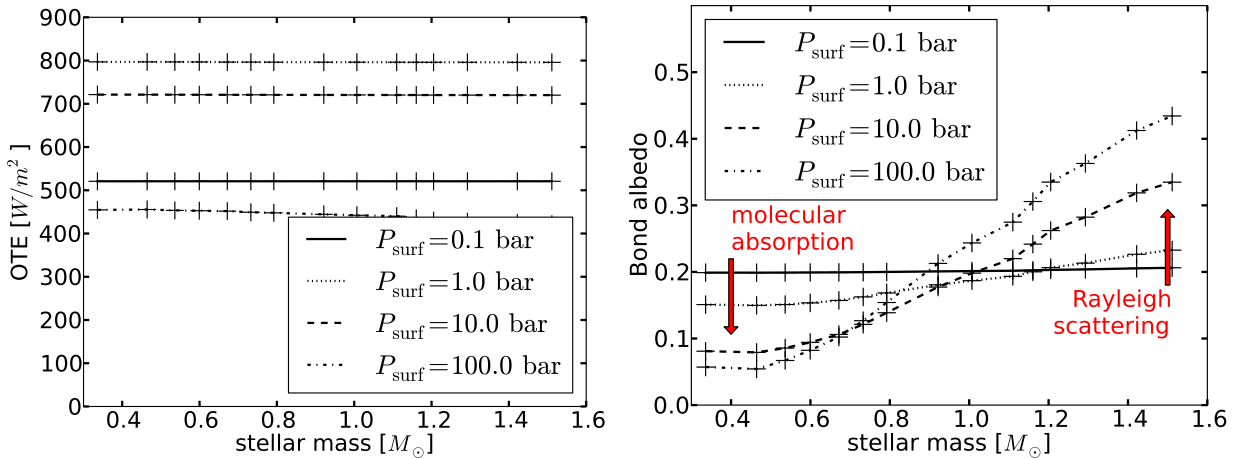 900
800
700
600
500
400
300
200
100
0
OTE [W/m²]
0.4 0.6 0.8 1.0 1.2 1.4 1.6
stellar mass [M☉]
P_surf=0.1 bar
P_surf=1.0 bar
P_surf=10.0 bar
P_surf=100.0 bar
0.5
0.4
0.3
0.2
0.1
0.0
Bond albedo
0.4 0.6 0.8 1.0 1.2 1.4 1.6
stellar mass [M☉]
P_surf=0.1 bar
P_surf=1.0 bar
P_surf=10.0 bar
P_surf=100.0 bar
molecular
absorption
Rayleigh
scattering